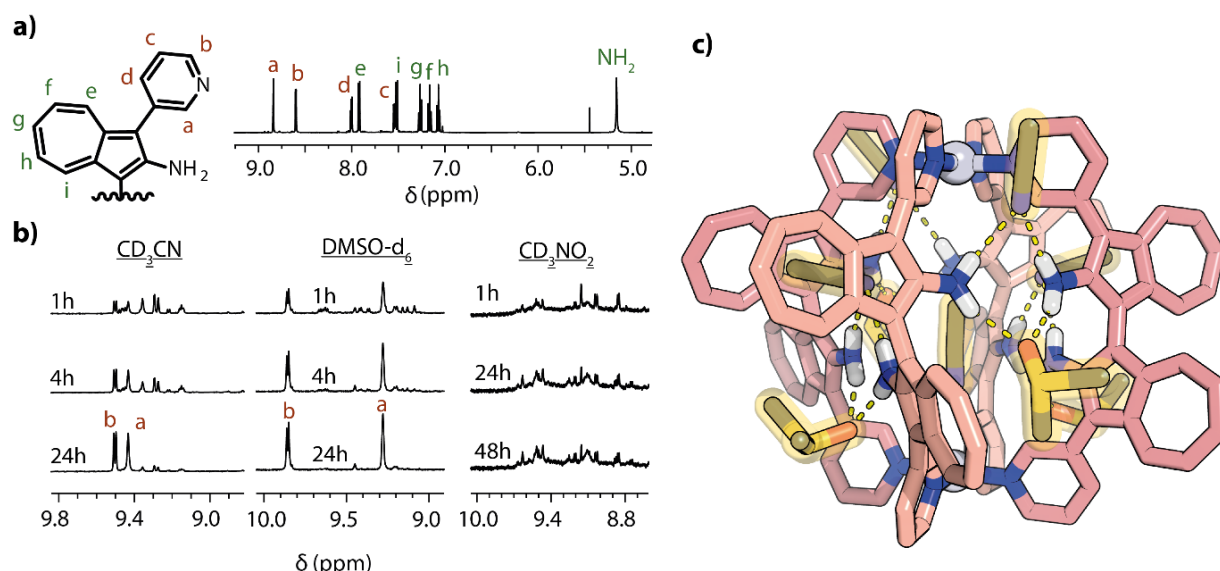 a)
c
b
d
N
f
e
a
g
h
NH2
i
a
b
d
e
c
i
g
f
h
NH2
9.0
8.0
7.0
6.0
5.0
δ (ppm)
b)
CD3CN
DMSO-d6
CD3NO2
1h
1h
1h
4h
4h
24h
b
a
b
a
24h
24h
48h
9.8
9.4
9.0
10.0
9.5
9.0
10.0
9.4
8.8
δ (ppm)
c)